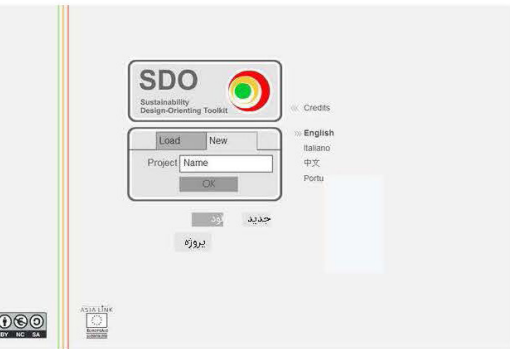 SDO
Sustainability
Design-Orienting Toolkit
Credits
Load New
English
Italiano
Project Name
中文
OK
Portu
جدید لود
پروژه
ASIA LINK
BY NC SA